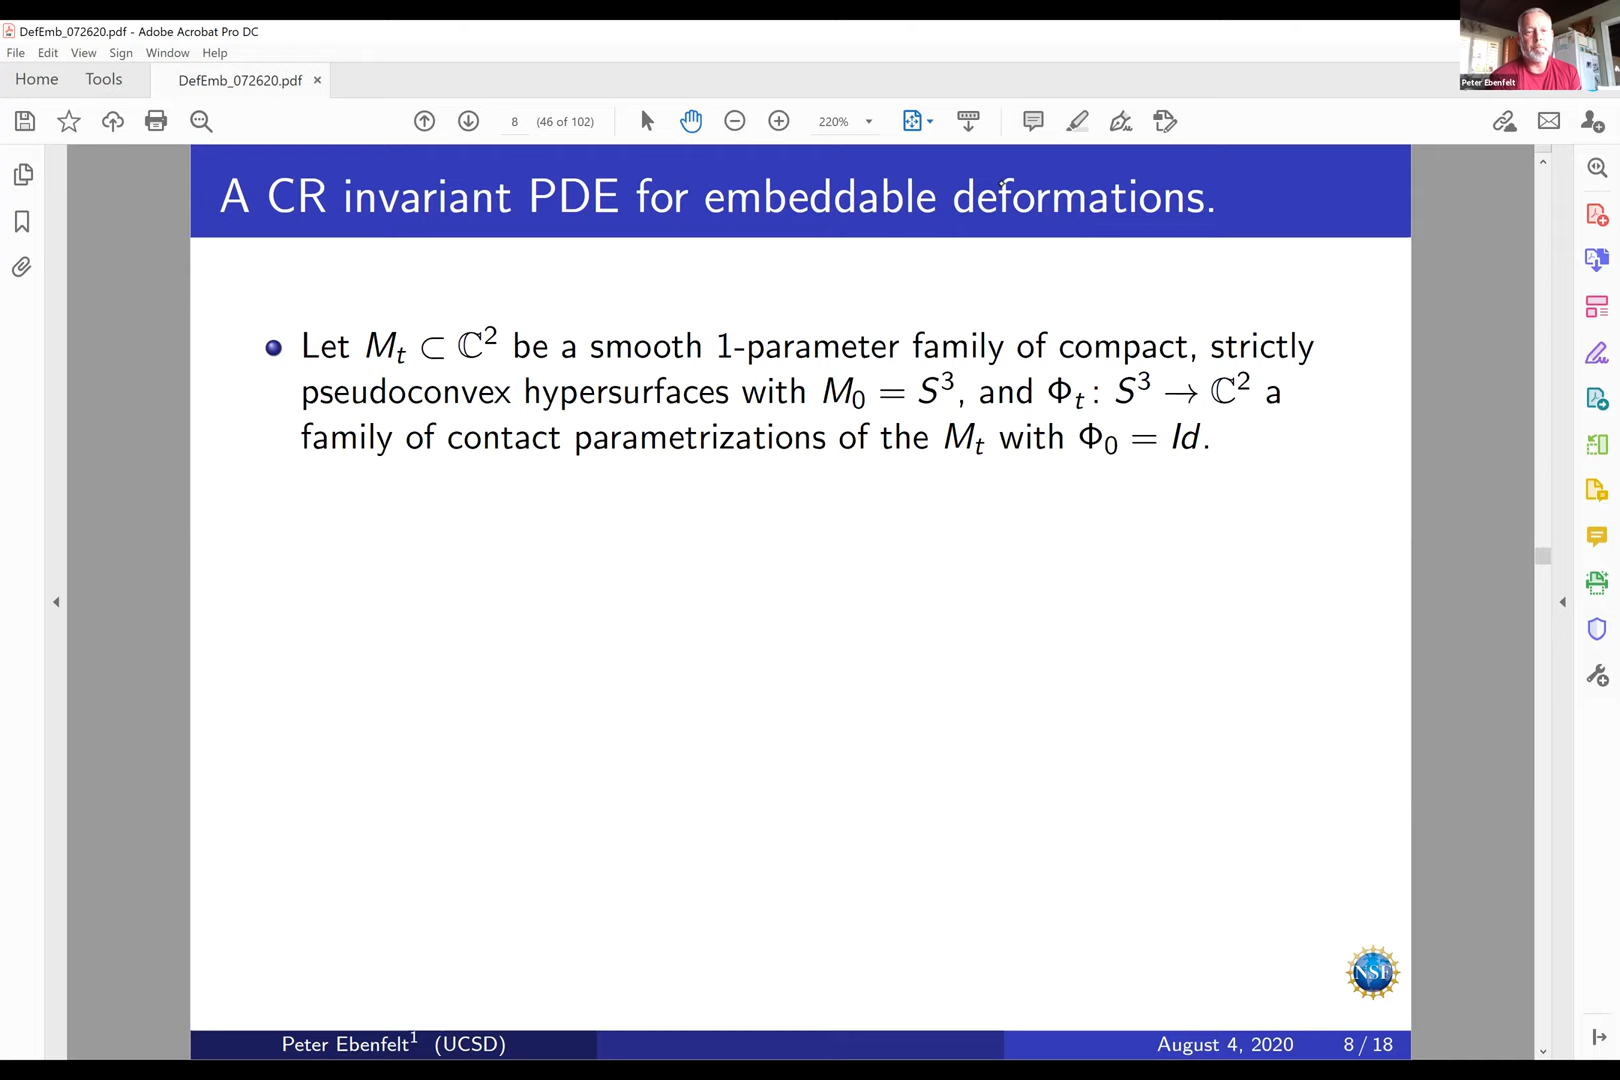 DefEmb_072620.pdf - Adobe Acrobat Pro DC
File Edit View Sign Window Help
Home Tools DefEmb_072620.pdf ×
8 (46 of 102) 220%
Peter Ebenfelt
A CR invariant PDE for embeddable deformations.
Let Mₜ ⊂ ℂ² be a smooth 1-parameter family of compact, strictly
pseudoconvex hypersurfaces with M₀ = S³, and Φₜ : S³ → ℂ² a
family of contact parametrizations of the Mₜ with Φ₀ = Id.
NSF
Peter Ebenfelt¹ (UCSD) August 4, 2020 8 / 18